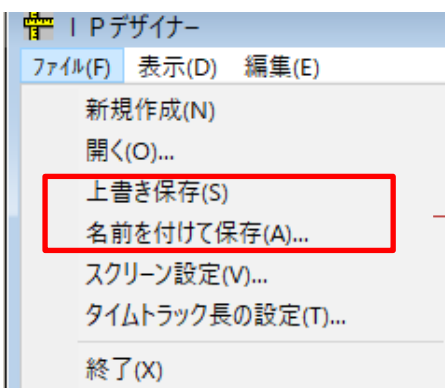 ＩＰデザイナー
ﾌｧｲﾙ(F) 表示(D) 編集(E)
新規作成(N)
開く(O)...
上書き保存(S)
名前を付けて保存(A)...
スクリーン設定(V)...
タイムトラック長の設定(T)...
終了(X)